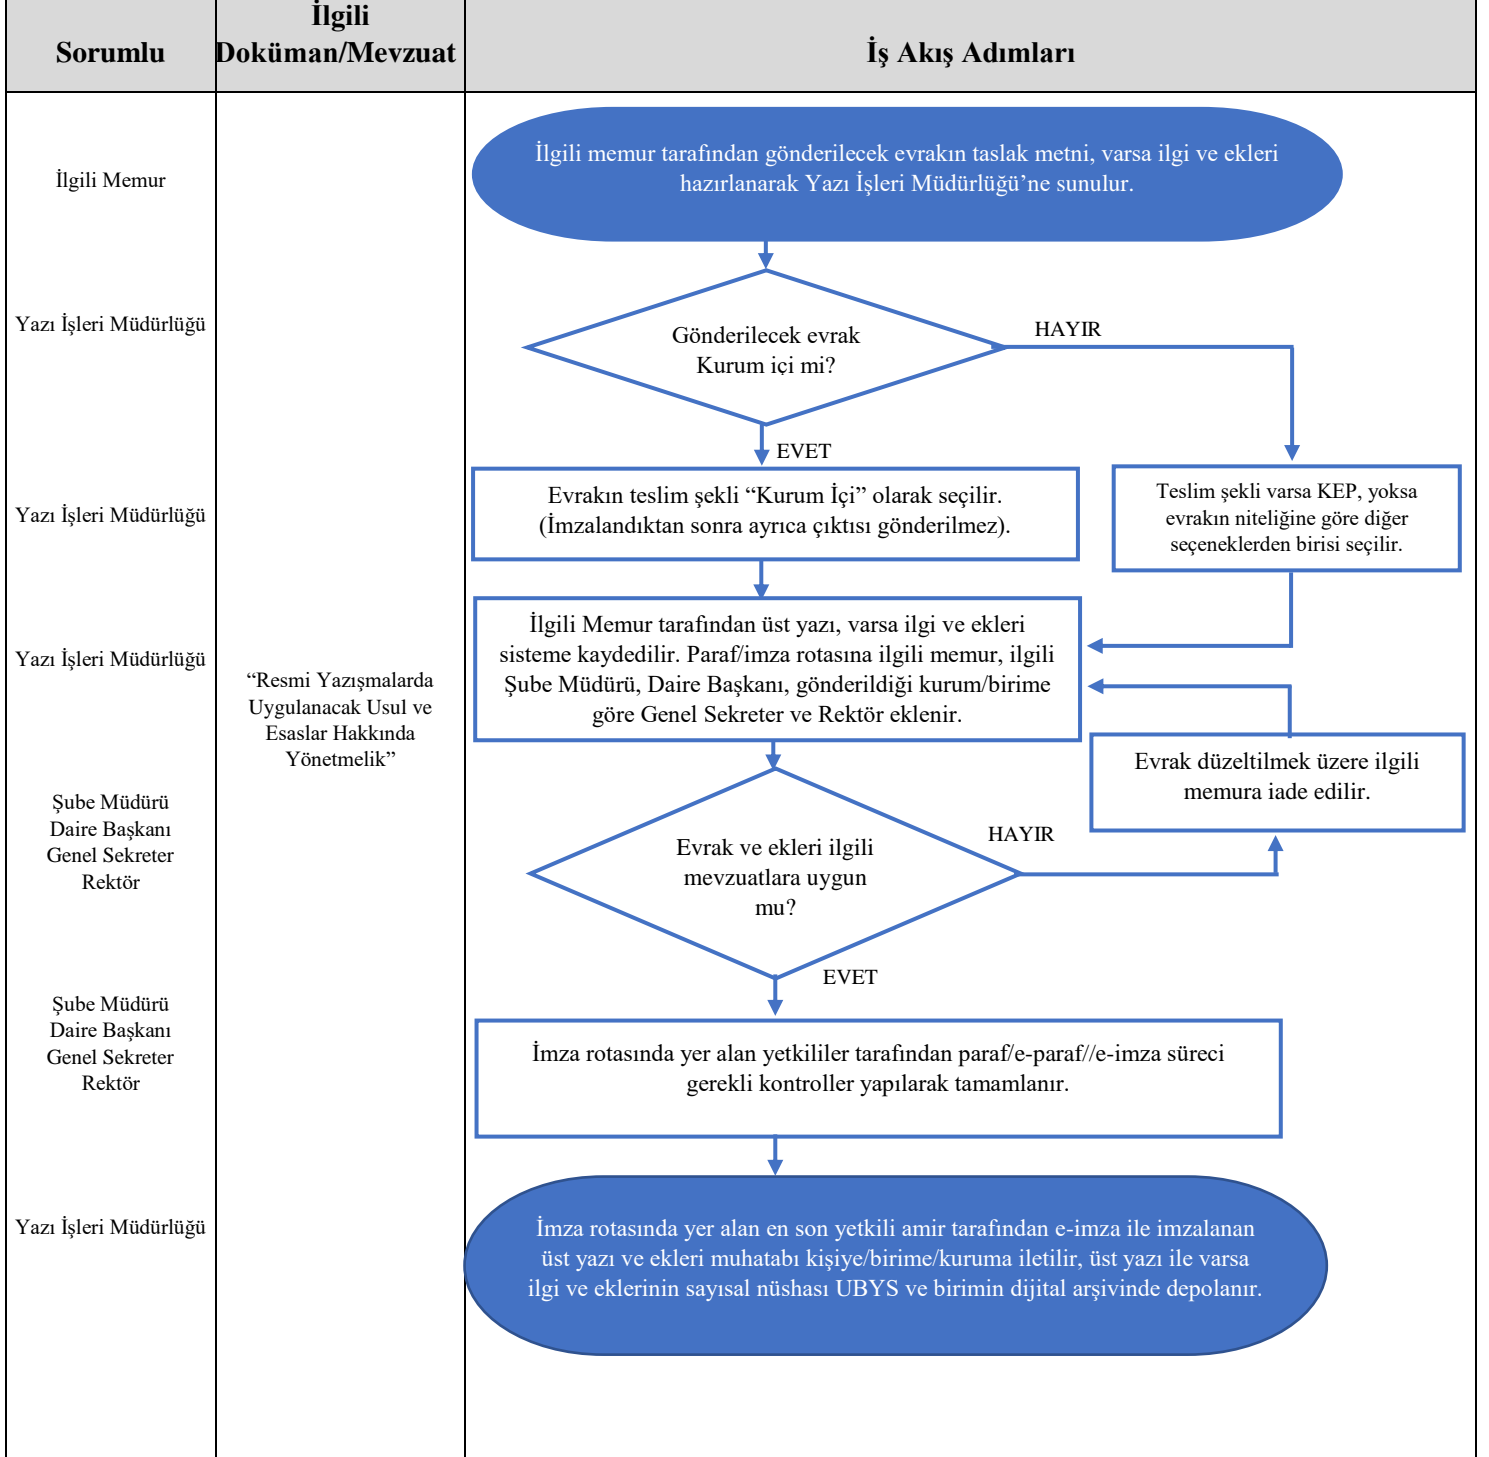 Sorumlu
İlgili
Doküman/Mevzuat
İş Akış Adımları
İlgili Memur
İlgili memur tarafından gönderilecek evrakın taslak metni, varsa ilgi ve ekleri
hazırlanarak Yazı İşleri Müdürlüğü’ne sunulur.
Yazı İşleri Müdürlüğü
Gönderilecek evrak
Kurum içi mi?
HAYIR
EVET
Yazı İşleri Müdürlüğü
Evrakın teslim şekli “Kurum İçi” olarak seçilir.
(İmzalandıktan sonra ayrıca çıktısı gönderilmez).
Teslim şekli varsa KEP, yoksa
evrakın niteliğine göre diğer
seçeneklerden birisi seçilir.
Yazı İşleri Müdürlüğü
İlgili Memur tarafından üst yazı, varsa ilgi ve ekleri
sisteme kaydedilir. Paraf/imza rotasına ilgili memur, ilgili
Şube Müdürü, Daire Başkanı, gönderildiği kurum/birime
göre Genel Sekreter ve Rektör eklenir.
“Resmi Yazışmalarda
Uygulanacak Usul ve
Esaslar Hakkında
Yönetmelik”
Evrak düzeltilmek üzere ilgili
memura iade edilir.
Şube Müdürü
Daire Başkanı
Genel Sekreter
Rektör
Evrak ve ekleri ilgili
mevzuatlara uygun
mu?
HAYIR
EVET
Şube Müdürü
Daire Başkanı
Genel Sekreter
Rektör
İmza rotasında yer alan yetkililer tarafından paraf/e-paraf//e-imza süreci
gerekli kontroller yapılarak tamamlanır.
Yazı İşleri Müdürlüğü
İmza rotasında yer alan en son yetkili amir tarafından e-imza ile imzalanan
üst yazı ve ekleri muhatabı kişiye/birime/kuruma iletilir, üst yazı ile varsa
ilgi ve eklerinin sayısal nüshası UBYS ve birimin dijital arşivinde depolanır.